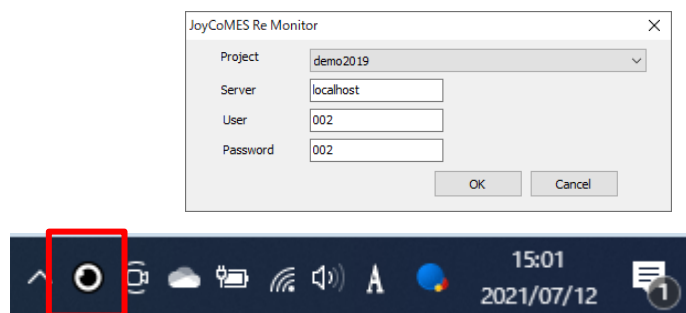 JoyCoMES Re Monitor
Project demo2019
Server localhost
User 002
Password 002
OK Cancel
A 15:01
2021/07/12
1